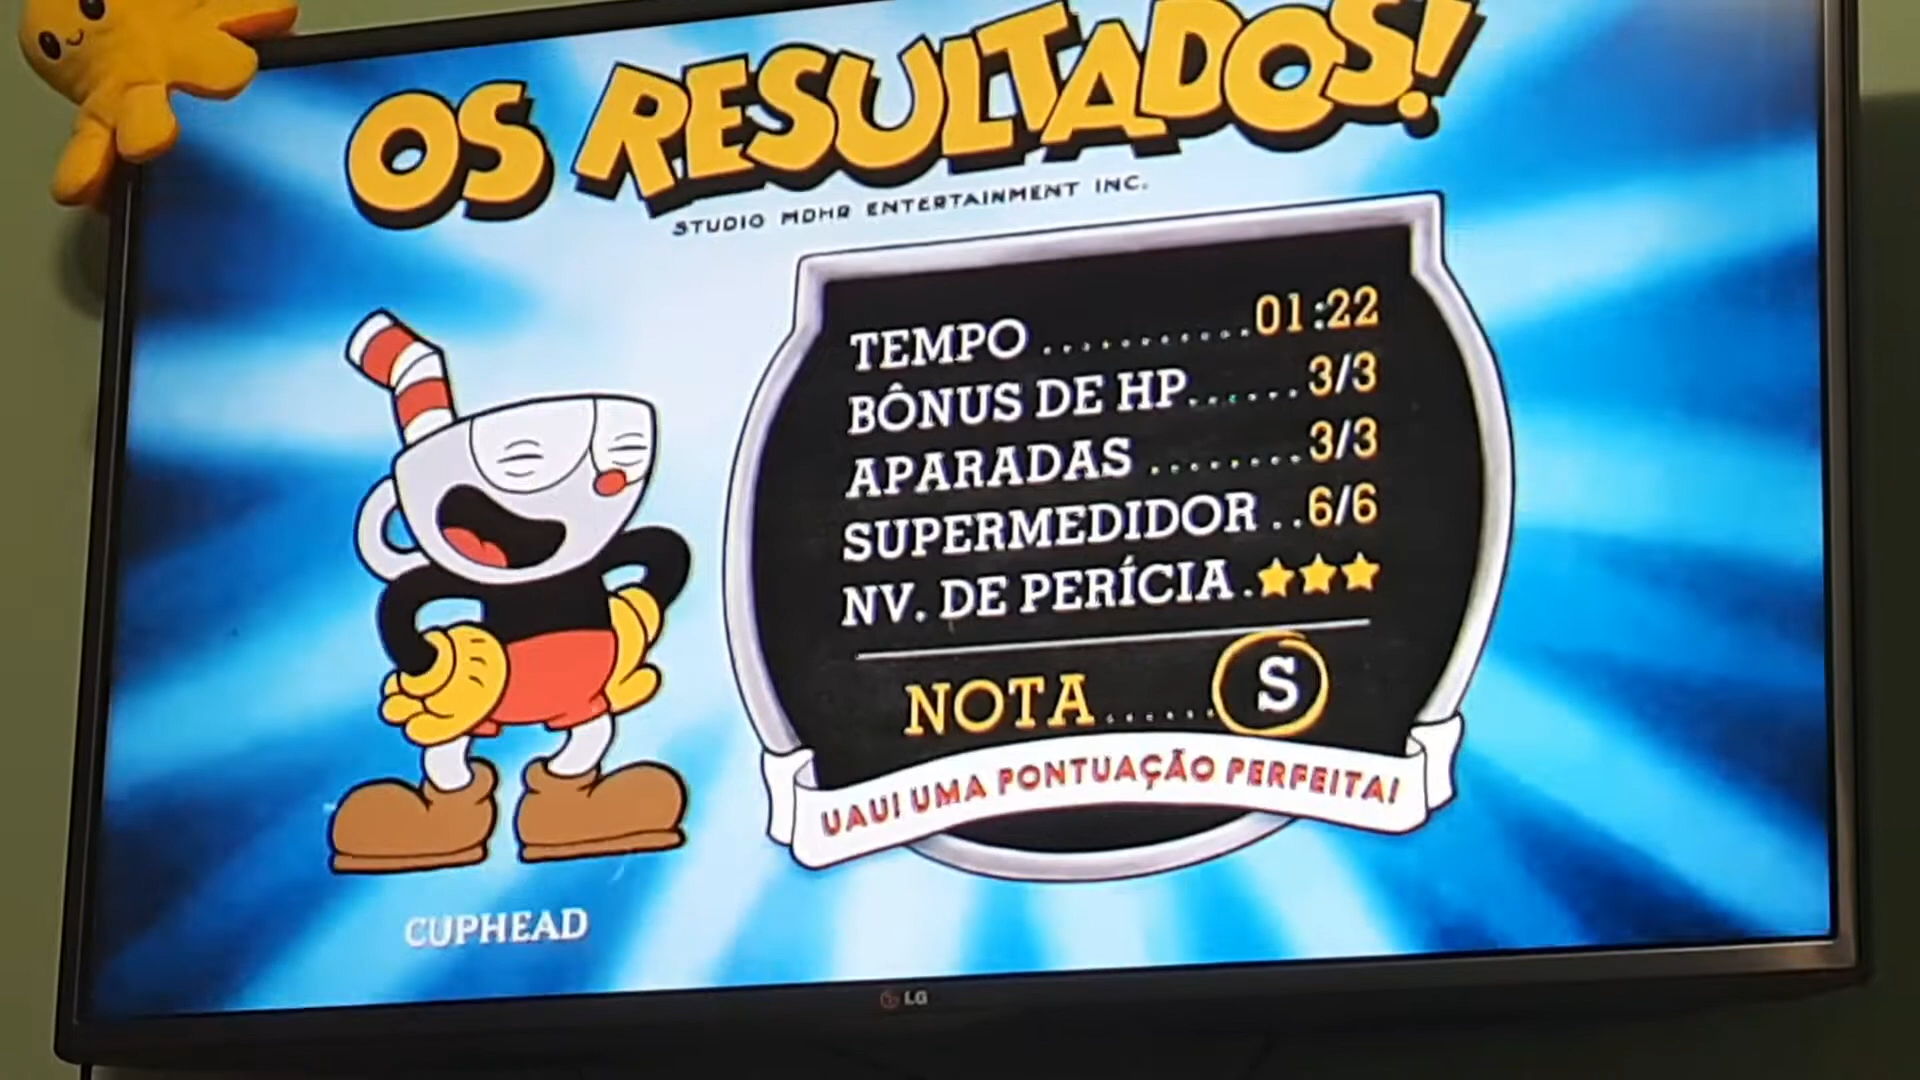 OS RESULTADOS!
STUDIO MDHR ENTERTAINMENT INC.
TEMPO ............01:22
BÔNUS DE HP......3/3
APARADAS ........3/3
SUPERMEDIDOR ..6/6
NV. DE PERÍCIA .★★★
NOTA ...... S
UAU! UMA PONTUAÇÃO PERFEITA!
CUPHEAD
LG